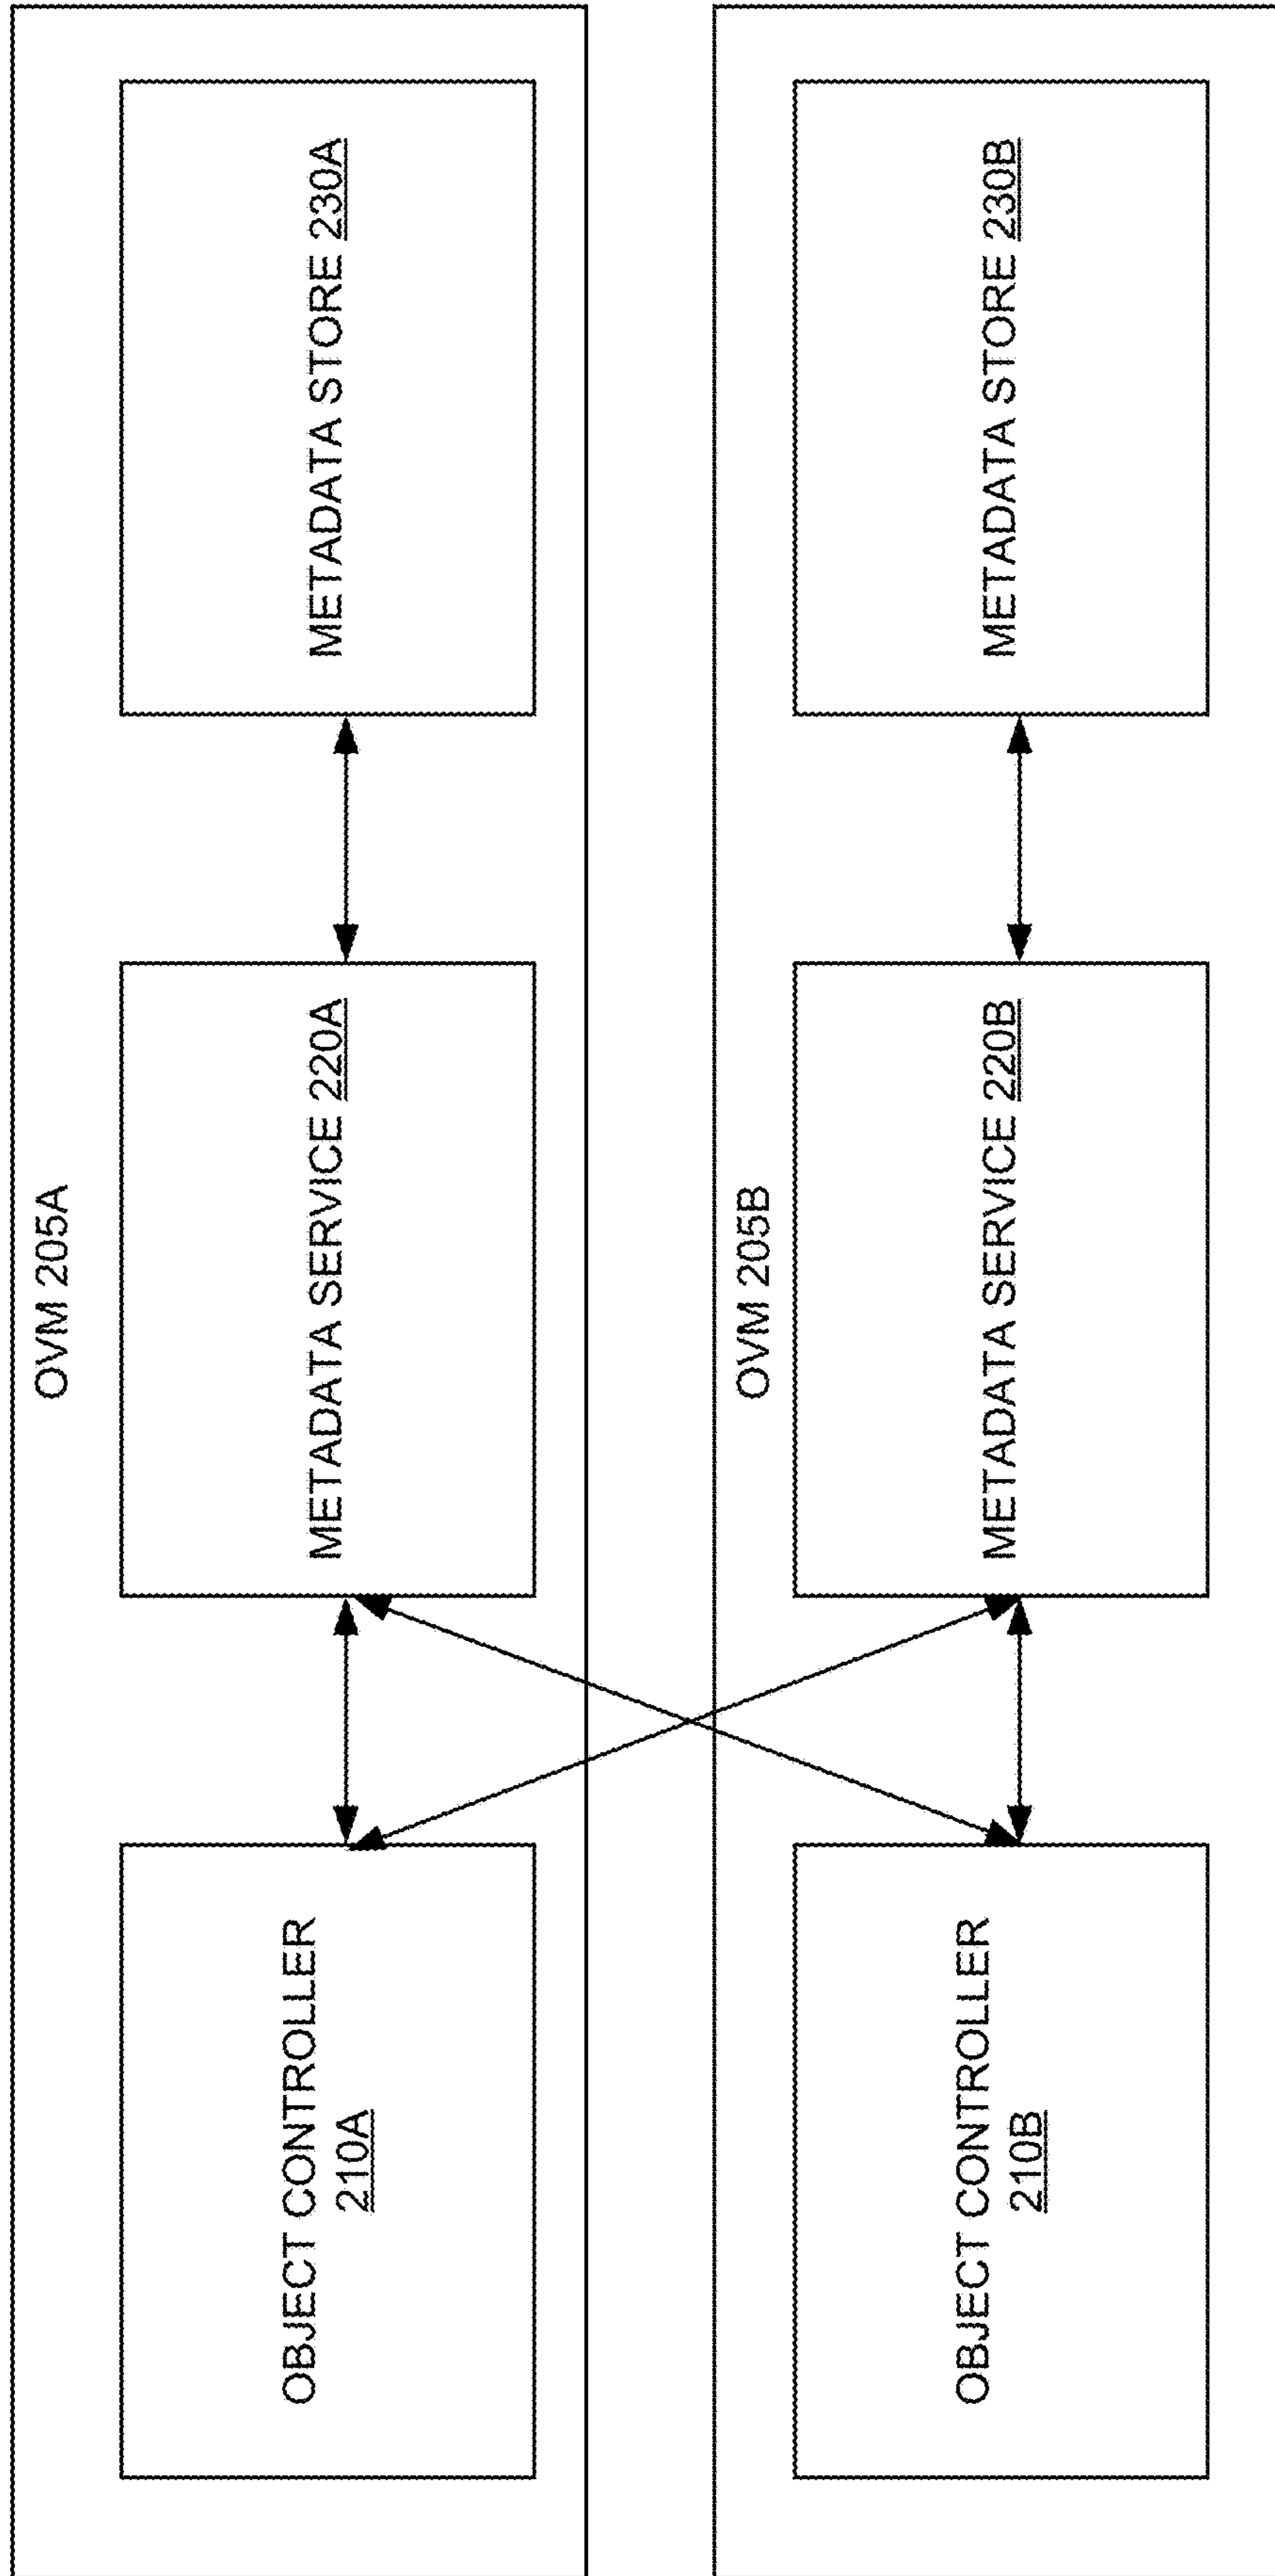 OVM 205A
OBJECT CONTROLLER
210A
METADATA SERVICE 220A
METADATA STORE 230A
OVM 205B
OBJECT CONTROLLER
210B
METADATA SERVICE 220B
METADATA STORE 230B